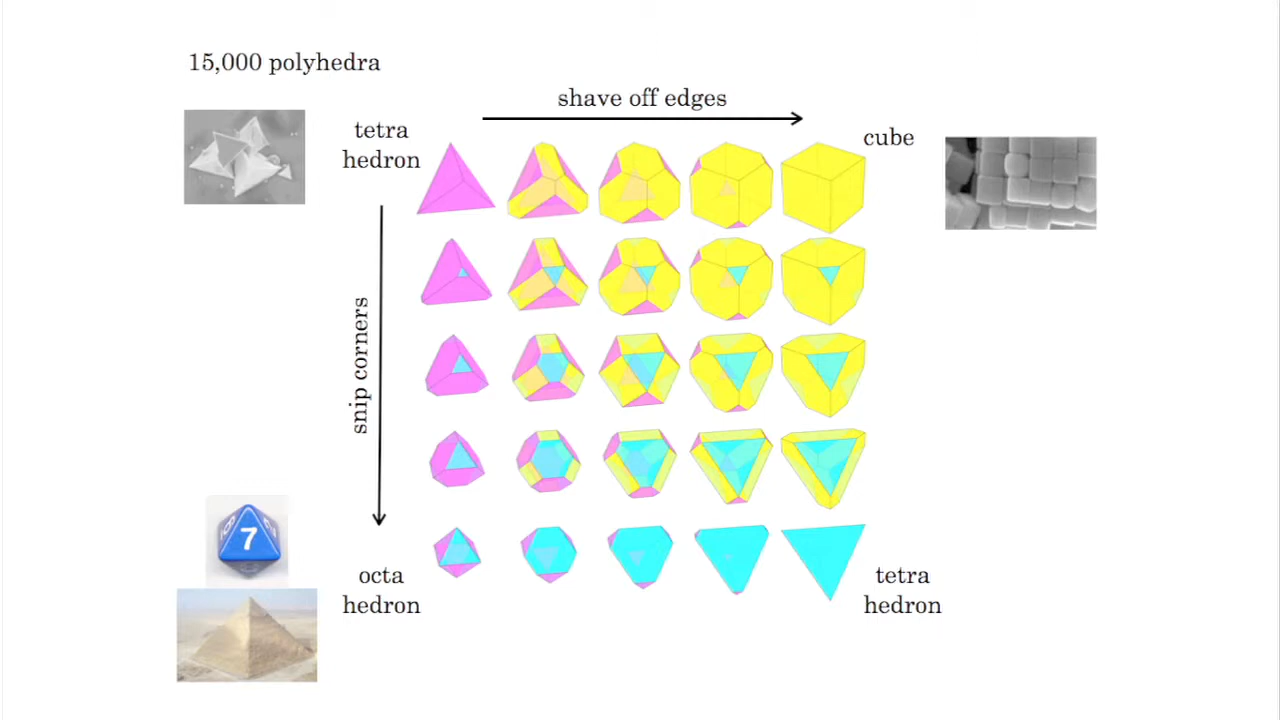 15,000 polyhedra
shave off edges
tetra
hedron
cube
snip corners
7
octa
hedron
tetra
hedron